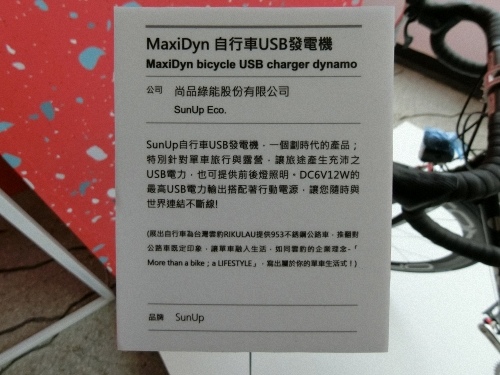 MaxiDyn 自行車USB發電機
MaxiDyn bicycle USB charger dynamo
公司 尚品綠能股份有限公司
SunUp Eco.
SunUp自行車USB發電機，一個劃時代的產品；
特別針對單車旅行與露營，讓旅途產生充沛之
USB電力，也可提供前後燈照明。DC6V12W的
最高USB電力輸出搭配著行動電源，讓您隨時與
世界連結不斷線!
(展出自行車為台灣雲豹RIKULAU提供953不銹鋼公路車，推翻對
公路車既定印象，讓單車融入生活，如同雲豹的企業理念-「
More than a bike；a LIFESTYLE」，寫出屬於你的單車生活式！)
品牌 SunUp